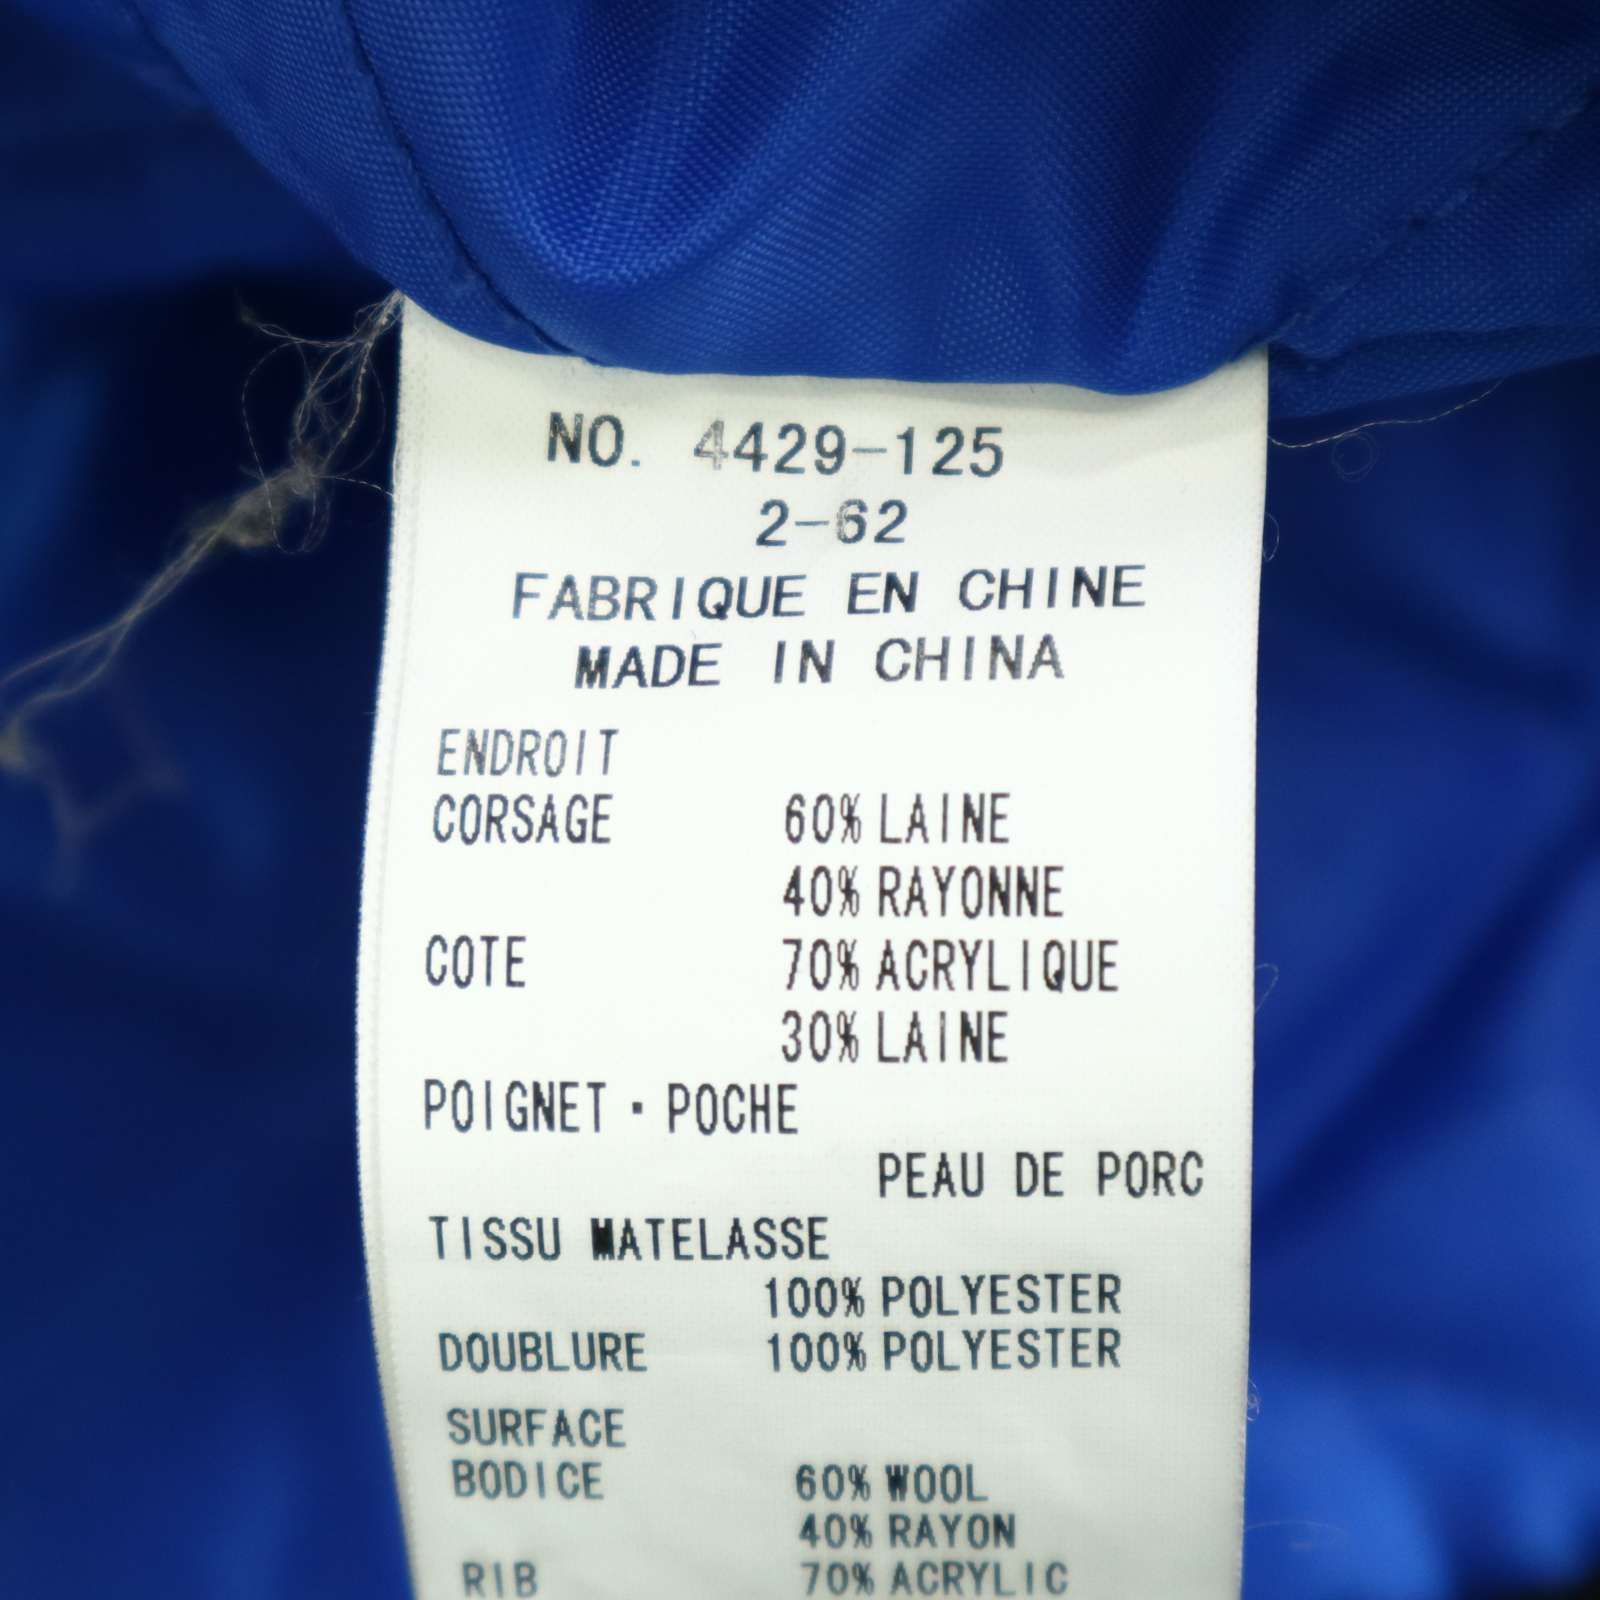 NO. 4429-125
2-62
FABRIQUE EN CHINE
MADE IN CHINA
ENDROIT
CORSAGE 60% LAINE
40% RAYONNE
COTE 70% ACRYLIQUE
30% LAINE
POIGNET・POCHE
PEAU DE PORC
TISSU MATELASSE
100% POLYESTER
DOUBLURE 100% POLYESTER
SURFACE
BODICE 60% WOOL
40% RAYON
RIB 70% ACRYLIC